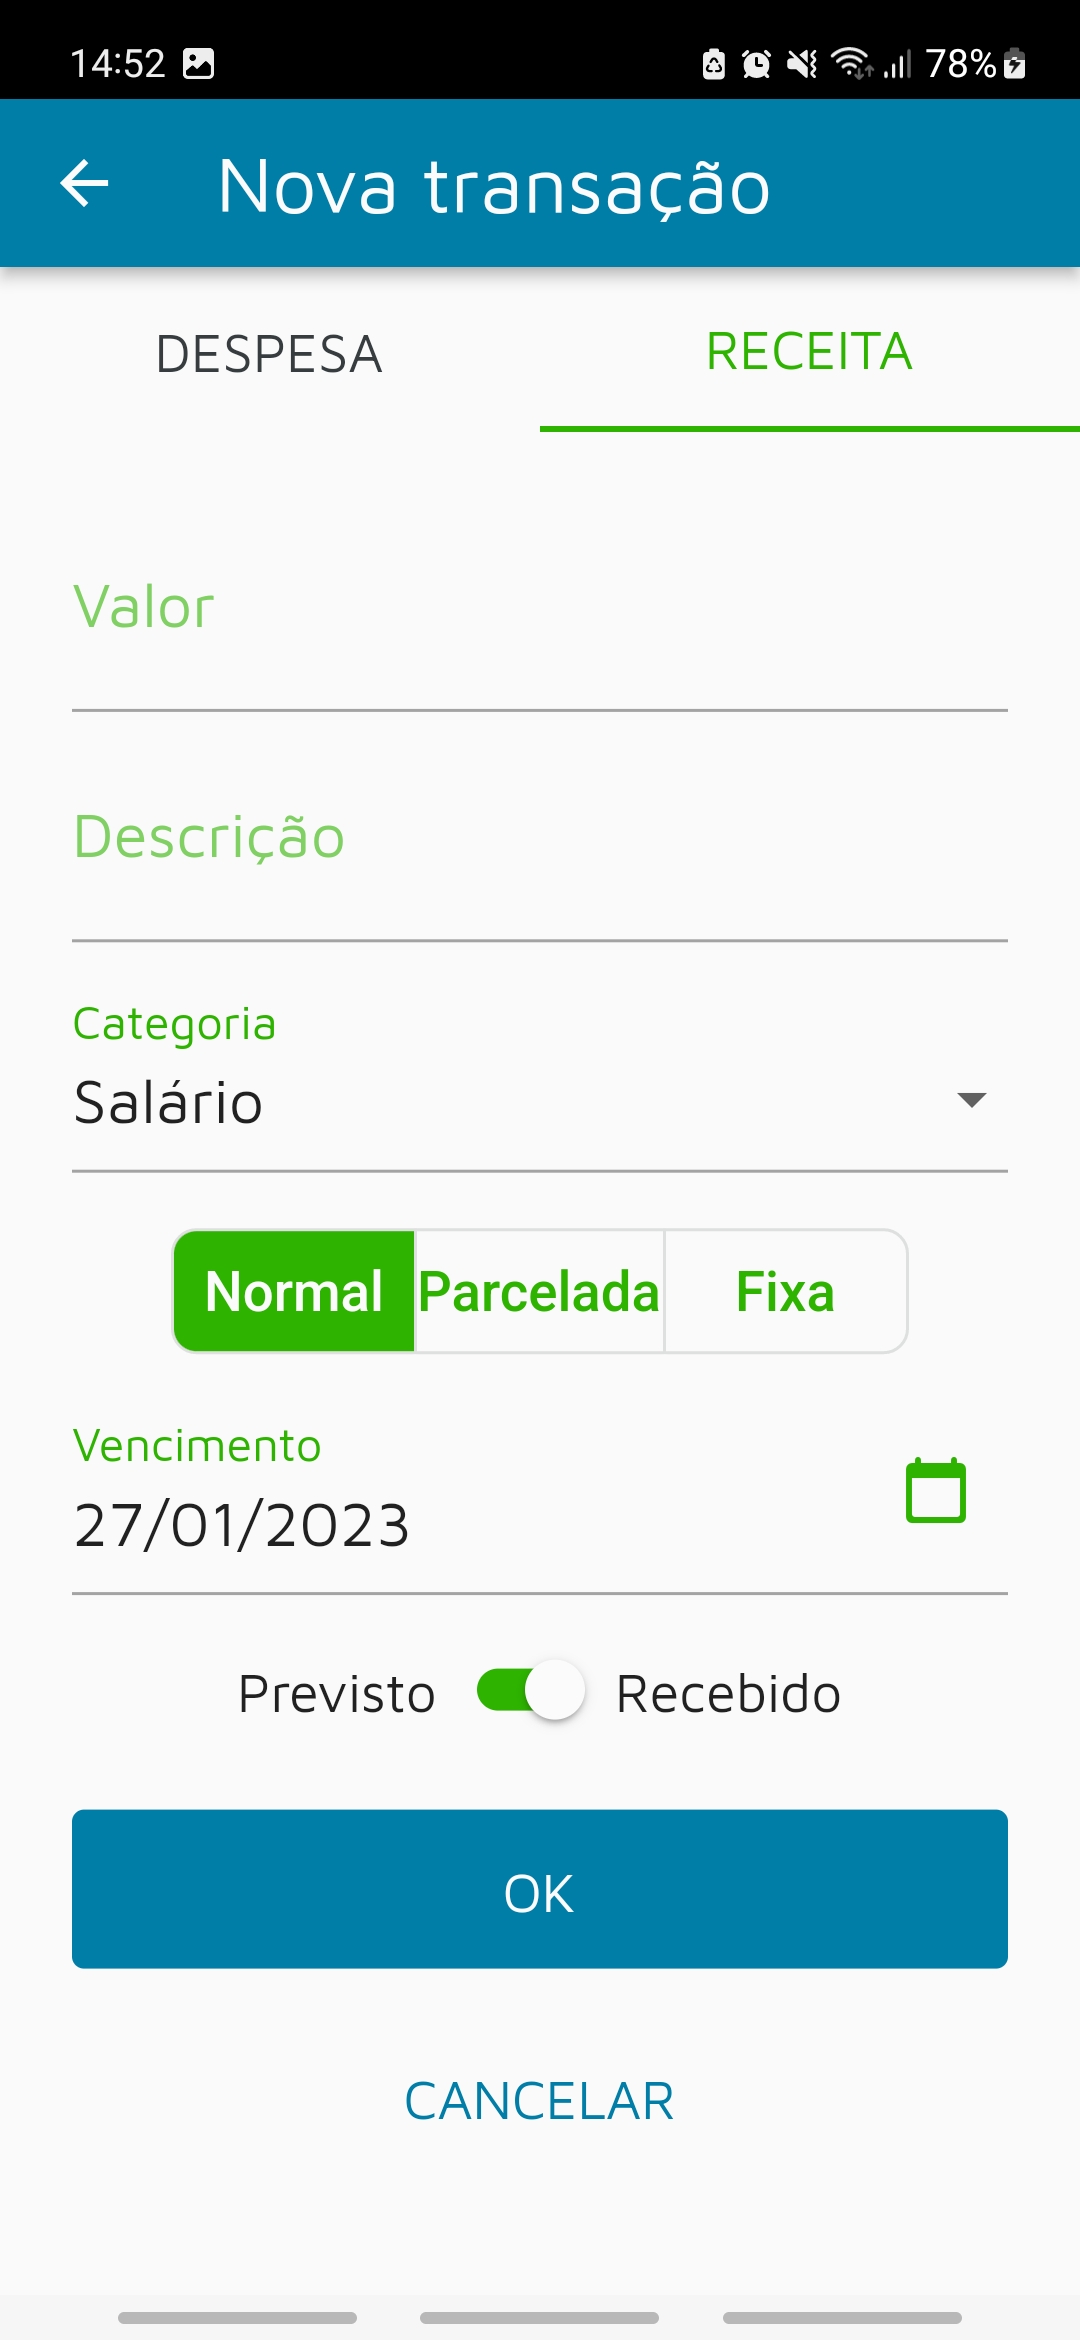 14:52 78%
Nova transação
DESPESA RECEITA
Valor
Descrição
Categoria
Salário
Normal Parcelada Fixa
Vencimento
27/01/2023
Previsto Recebido
OK
CANCELAR